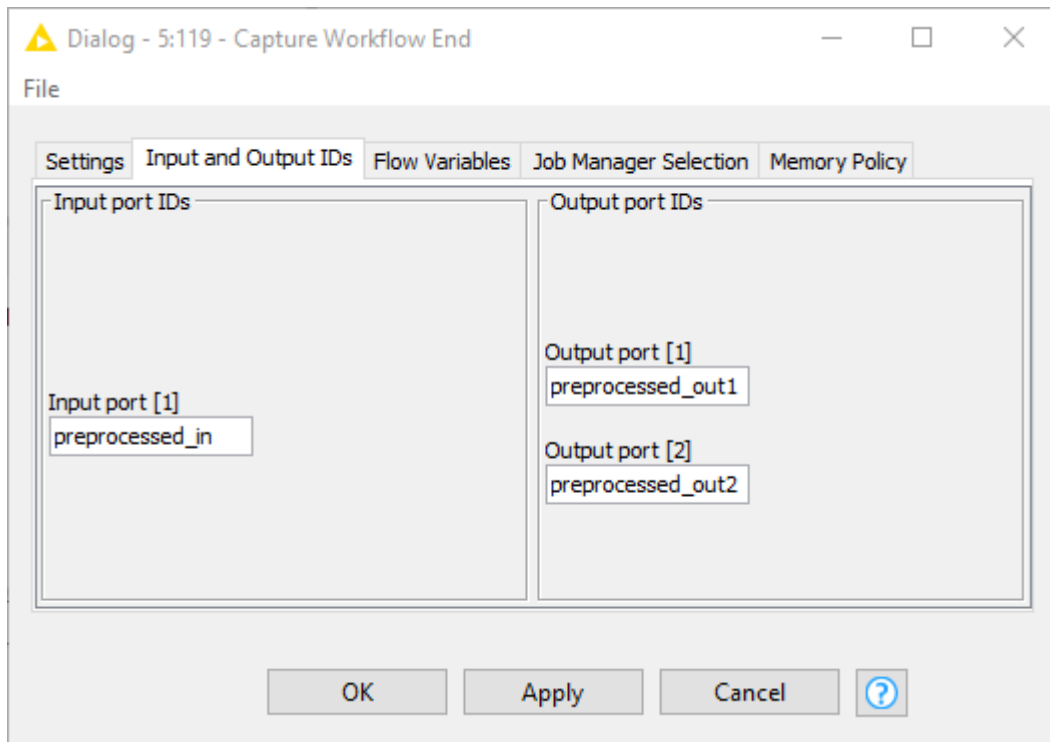 Dialog - 5:119 - Capture Workflow End
File
Settings Input and Output IDs Flow Variables Job Manager Selection Memory Policy
Input port IDs
Input port [1]
preprocessed_in
Output port IDs
Output port [1]
preprocessed_out1
Output port [2]
preprocessed_out2
OK Apply Cancel ?